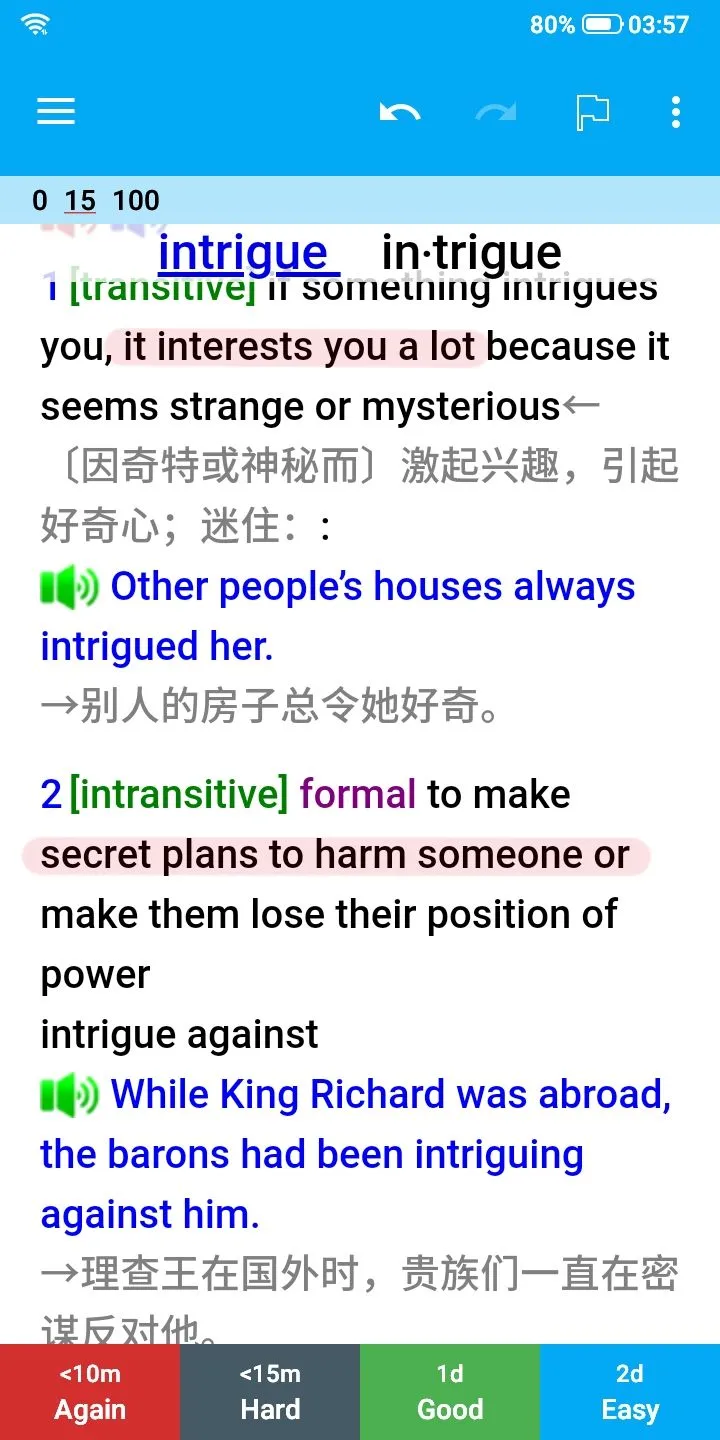 80% 03:57
0 15 100
intrigue in·trigue
1 [transitive] if something intrigues
you, it interests you a lot because it
seems strange or mysterious←
〔因奇特或神秘而〕激起兴趣，引起
好奇心；迷住：:
Other people’s houses always
intrigued her.
→别人的房子总令她好奇。
2 [intransitive] formal to make
secret plans to harm someone or
make them lose their position of
power
intrigue against
While King Richard was abroad,
the barons had been intriguing
against him.
→理查王在国外时，贵族们一直在密
谋反对他。
<10m <15m 1d 2d
Again Hard Good Easy